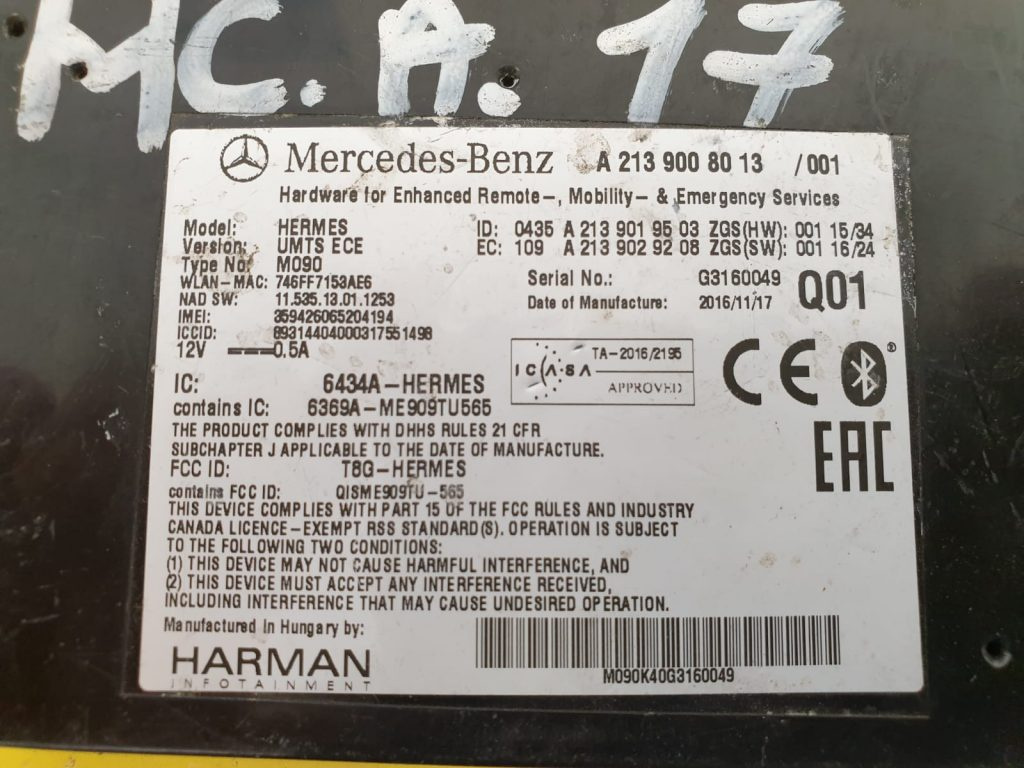 MC.A.17
Mercedes-Benz A 213 900 80 13 /001
Hardware for Enhanced Remote-, Mobility- & Emergency Services
Model: HERMES ID: 0435 A 213 901 95 03 ZGS(HW): 001 15/34
Version: UMTS ECE EC: 109 A 213 902 92 08 ZGS(SW): 001 16/24
Type No: M090
WLAN-MAC: 746FF7153AE6 Serial No.: G3160049
NAD SW: 11.535.13.01.1253 Date of Manufacture: 2016/11/17 Q01
IMEI: 359426065204194
ICCID: 89314404000317551498
12V 0.5A
ICASA TA-2016/2195
APPROVED
CE
IC: 6434A-HERMES
contains IC: 6369A-ME909TU565
EAC
THE PRODUCT COMPLIES WITH DHHS RULES 21 CFR
SUBCHAPTER J APPLICABLE TO THE DATE OF MANUFACTURE.
FCC ID: T8G-HERMES
contains FCC ID: QISME909TU-565
THIS DEVICE COMPLIES WITH PART 15 OF THE FCC RULES AND INDUSTRY
CANADA LICENCE-EXEMPT RSS STANDARD(S). OPERATION IS SUBJECT
TO THE FOLLOWING TWO CONDITIONS:
(1) THIS DEVICE MAY NOT CAUSE HARMFUL INTERFERENCE, AND
(2) THIS DEVICE MUST ACCEPT ANY INTERFERENCE RECEIVED,
INCLUDING INTERFERENCE THAT MAY CAUSE UNDESIRED OPERATION.
Manufactured in Hungary by:
HARMAN
INFOTAINMENT
M090K40G3160049